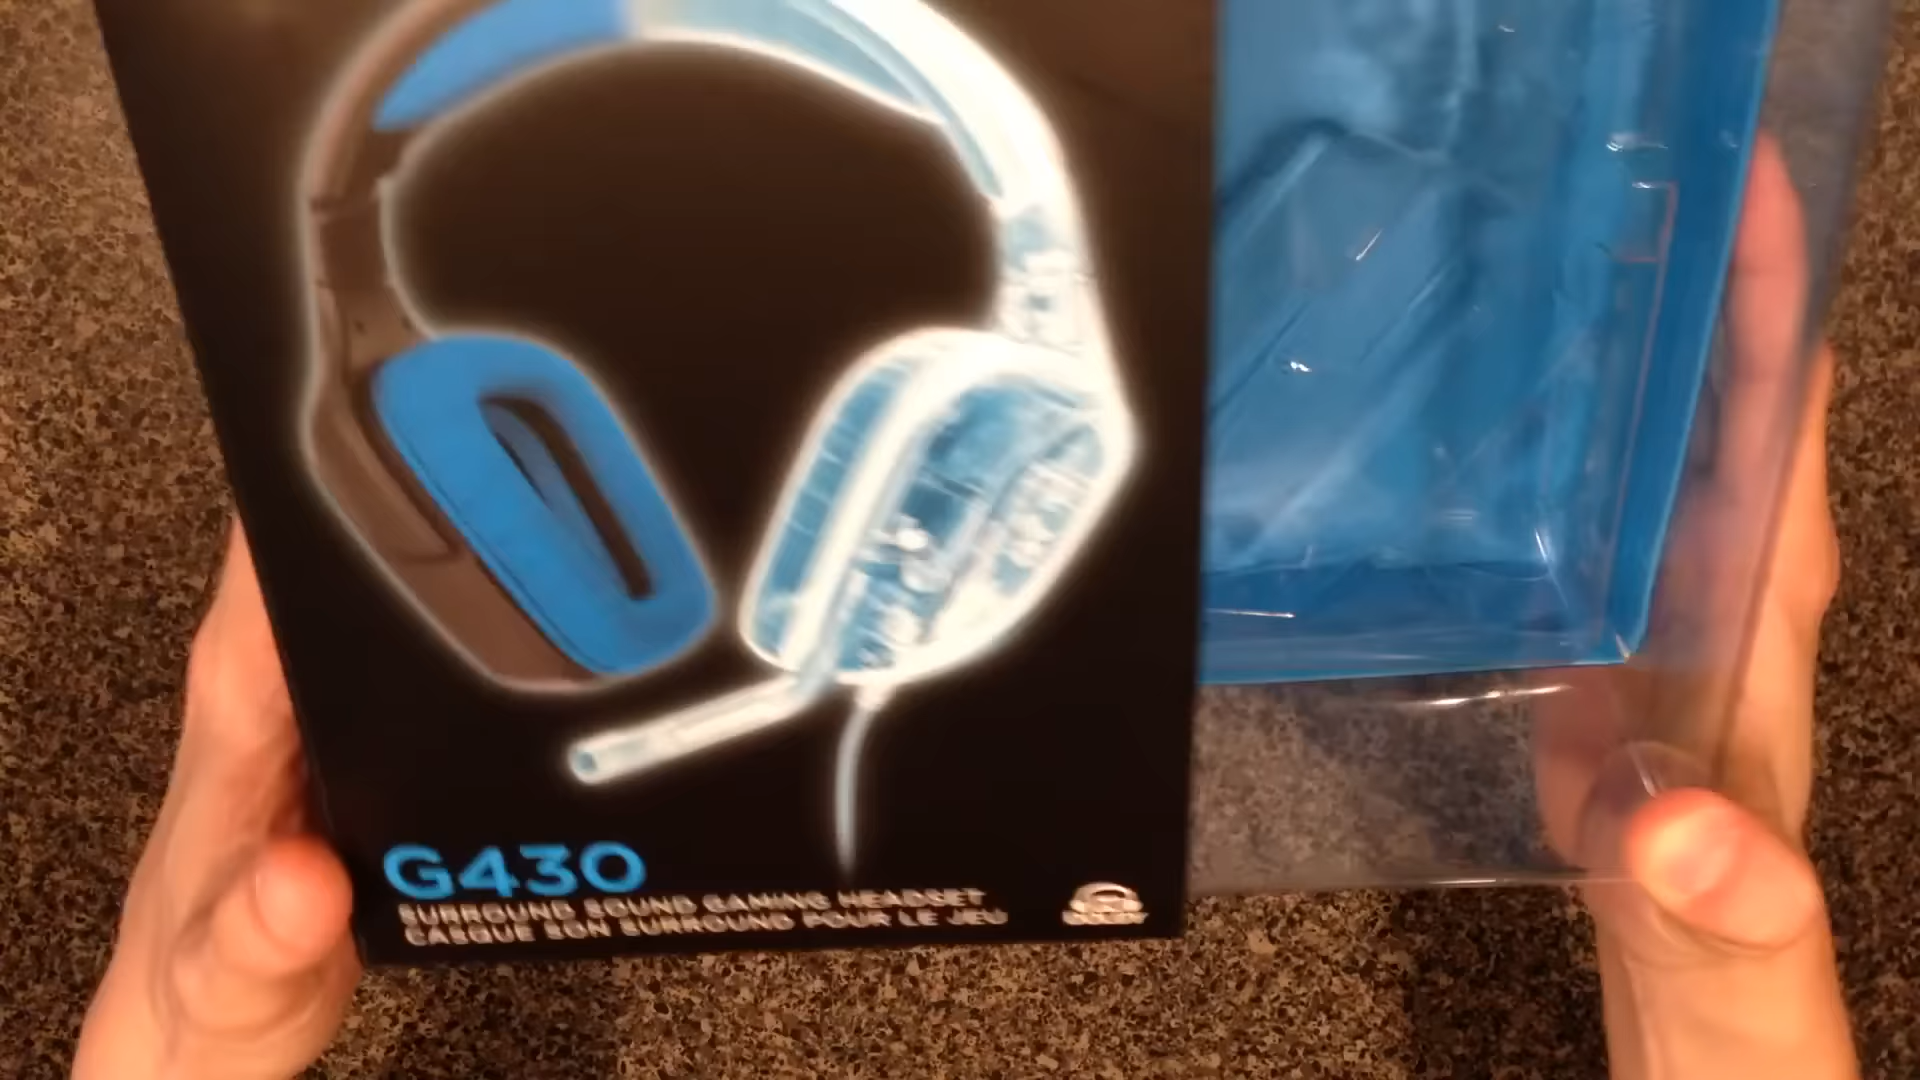 G430
SURROUND SOUND GAMING HEADSET
CASQUE SON SURROUND POUR LE JEU